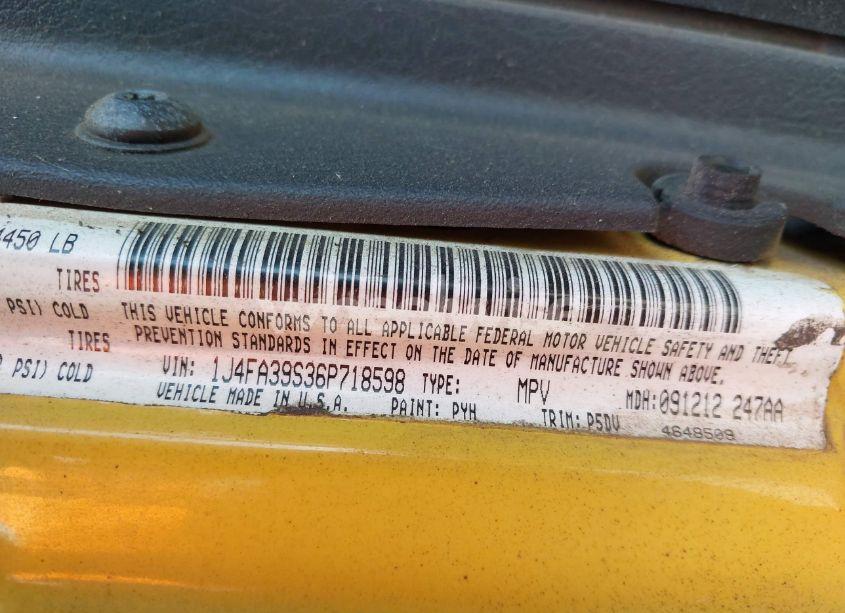 4450 LB
TIRES
PSI) COLD
TIRES
PSI) COLD
THIS VEHICLE CONFORMS TO ALL APPLICABLE FEDERAL MOTOR VEHICLE SAFETY AND THEFT
PREVENTION STANDARDS IN EFFECT ON THE DATE OF MANUFACTURE SHOWN ABOVE.
VIN: 1J4FA39S36P718598 TYPE: MPV MDH:091212 247AA
VEHICLE MADE IN U.S.A. PAINT: PYH TRIM: P5DV 4648509